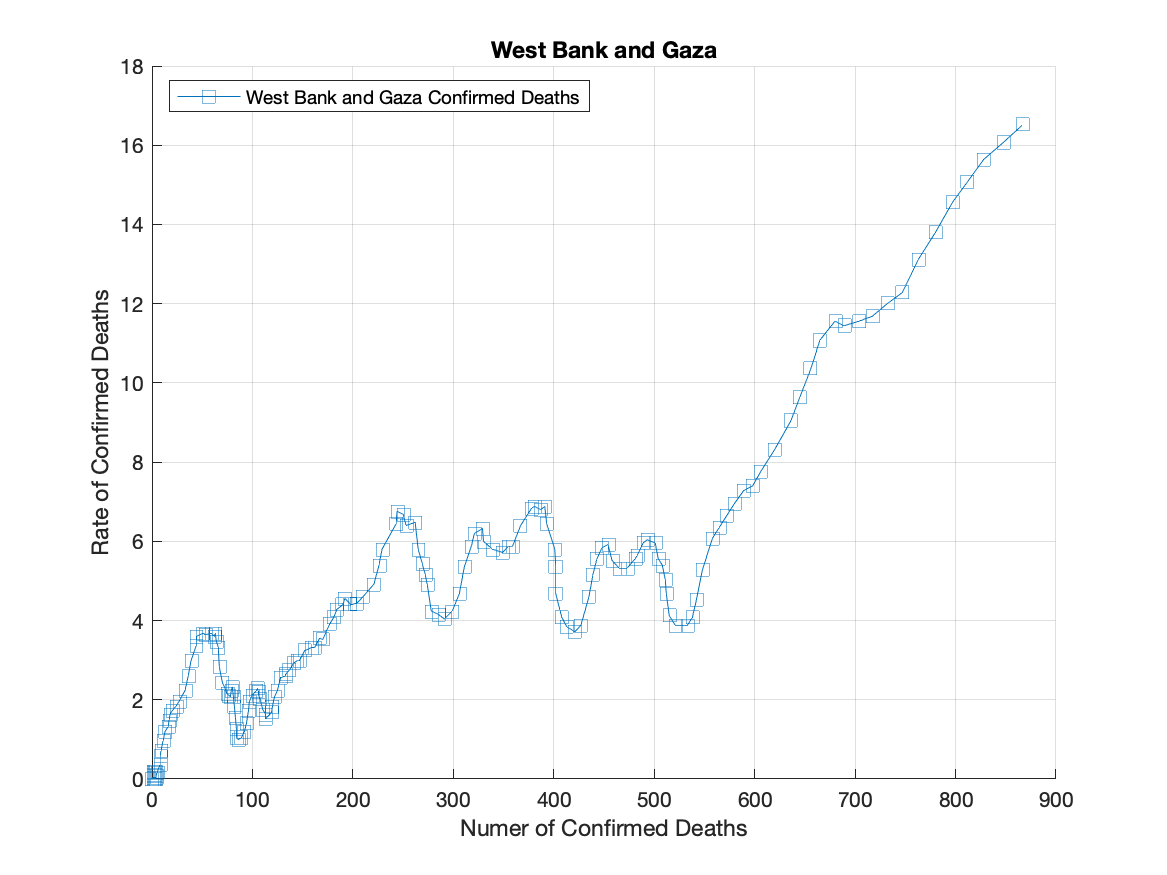 West Bank and Gaza
West Bank and Gaza Confirmed Deaths
Rate of Confirmed Deaths
18
16
14
12
10
8
6
4
2
0
0 100 200 300 400 500 600 700 800 900
Numer of Confirmed Deaths